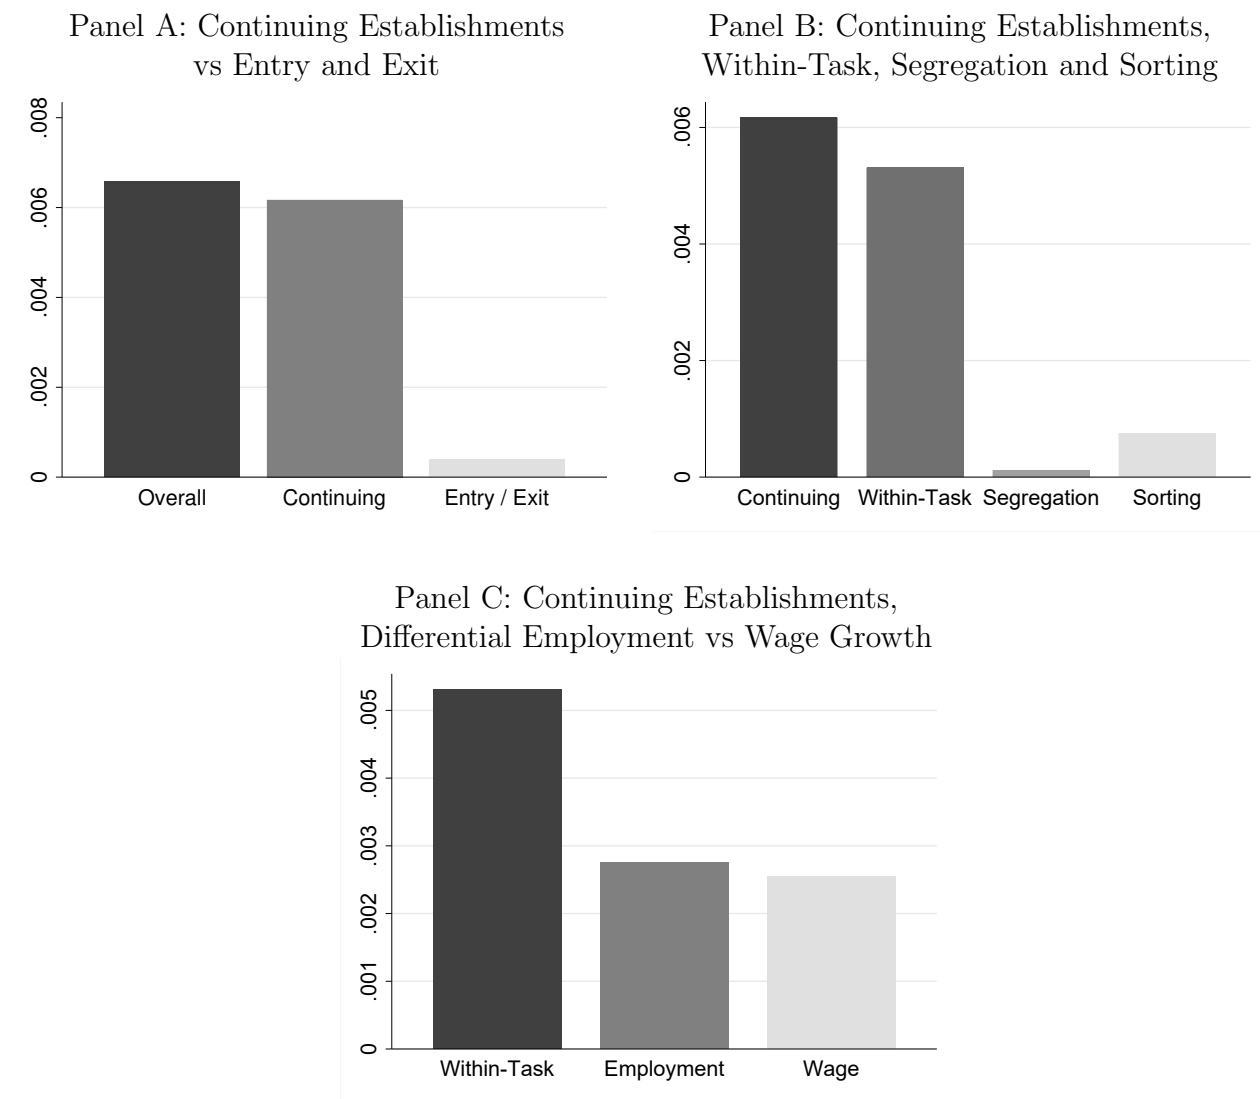 Panel A: Continuing Establishments
vs Entry and Exit
.008
.006
.004
.002
0
Overall
Continuing
Entry / Exit
Panel B: Continuing Establishments,
Within-Task, Segregation and Sorting
.006
.004
.002
0
Continuing
Within-Task
Segregation
Sorting
Panel C: Continuing Establishments,
Differential Employment vs Wage Growth
.005
.004
.003
.002
.001
0
Within-Task
Employment
Wage